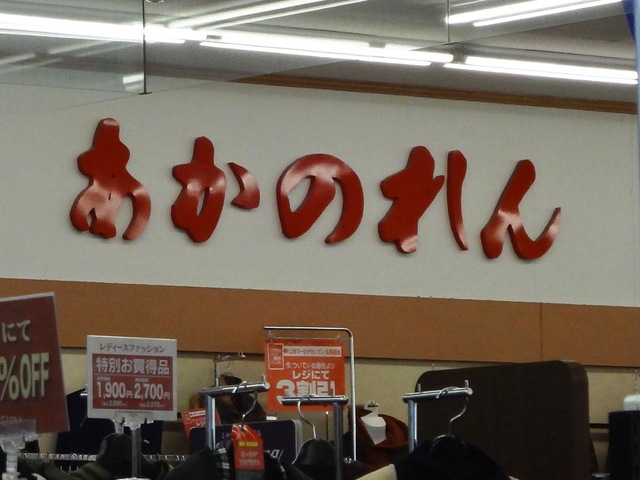 あかのれん
にて
%OFF
レディースファッション
特別お買得品
1,900円 2,700円
レジにて
3割引!